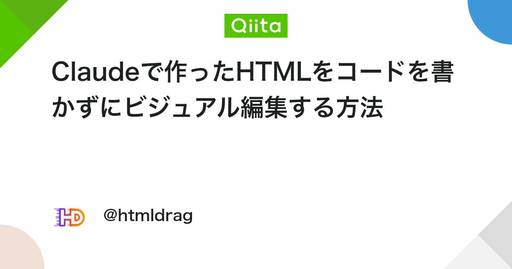 Qiita
Claudeで作ったHTMLをコードを書
かずにビジュアル編集する方法
HD
@htmldrag